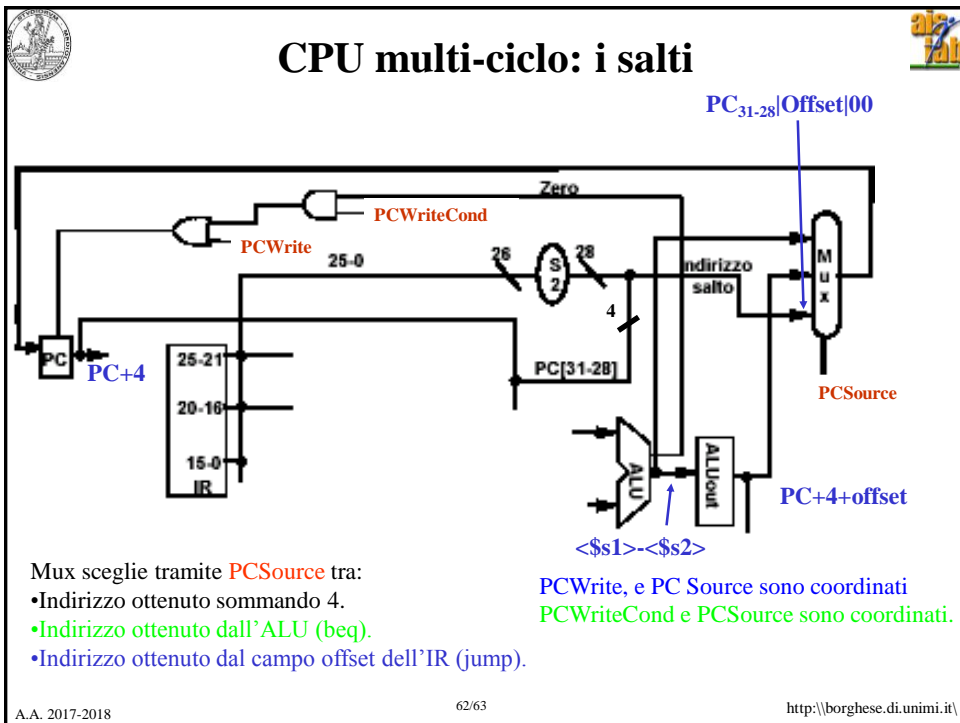 CPU multi-ciclo: i salti
PC31-28|Offset|00
Zero
PCWriteCond
PCWrite
25-0
26
S
2
28
ndirizzo
salto
M
u
x
4
PC
PC+4
25-21
20-16
15-0
IR
PC[31-28]
PCSource
ALU
ALUout
PC+4+offset
<$s1>-<$s2>
Mux sceglie tramite PCSource tra:
•Indirizzo ottenuto sommando 4.
•Indirizzo ottenuto dall'ALU (beq).
•Indirizzo ottenuto dal campo offset dell'IR (jump).
PCWrite, e PC Source sono coordinati
PCWriteCond e PCSource sono coordinati.
A.A. 2017-2018
62/63
http:\\borghese.di.unimi.it\